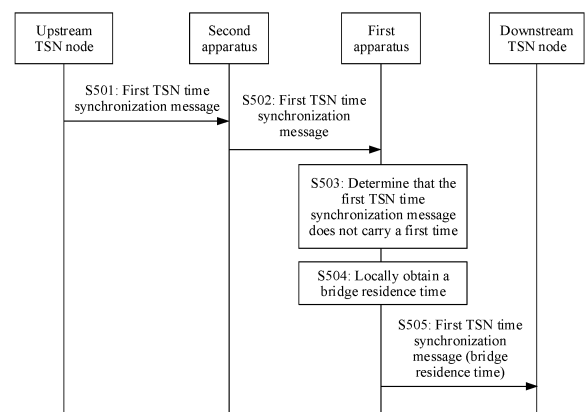 Upstream
TSN node
Second
apparatus
First
apparatus
Downstream
TSN node
S501: First TSN time
synchronization message
S502: First TSN time
synchronization
message
S503: Determine that the
first TSN time
synchronization message
does not carry a first time
S504: Locally obtain a
bridge residence time
S505: First TSN time
synchronization
message (bridge
residence time)